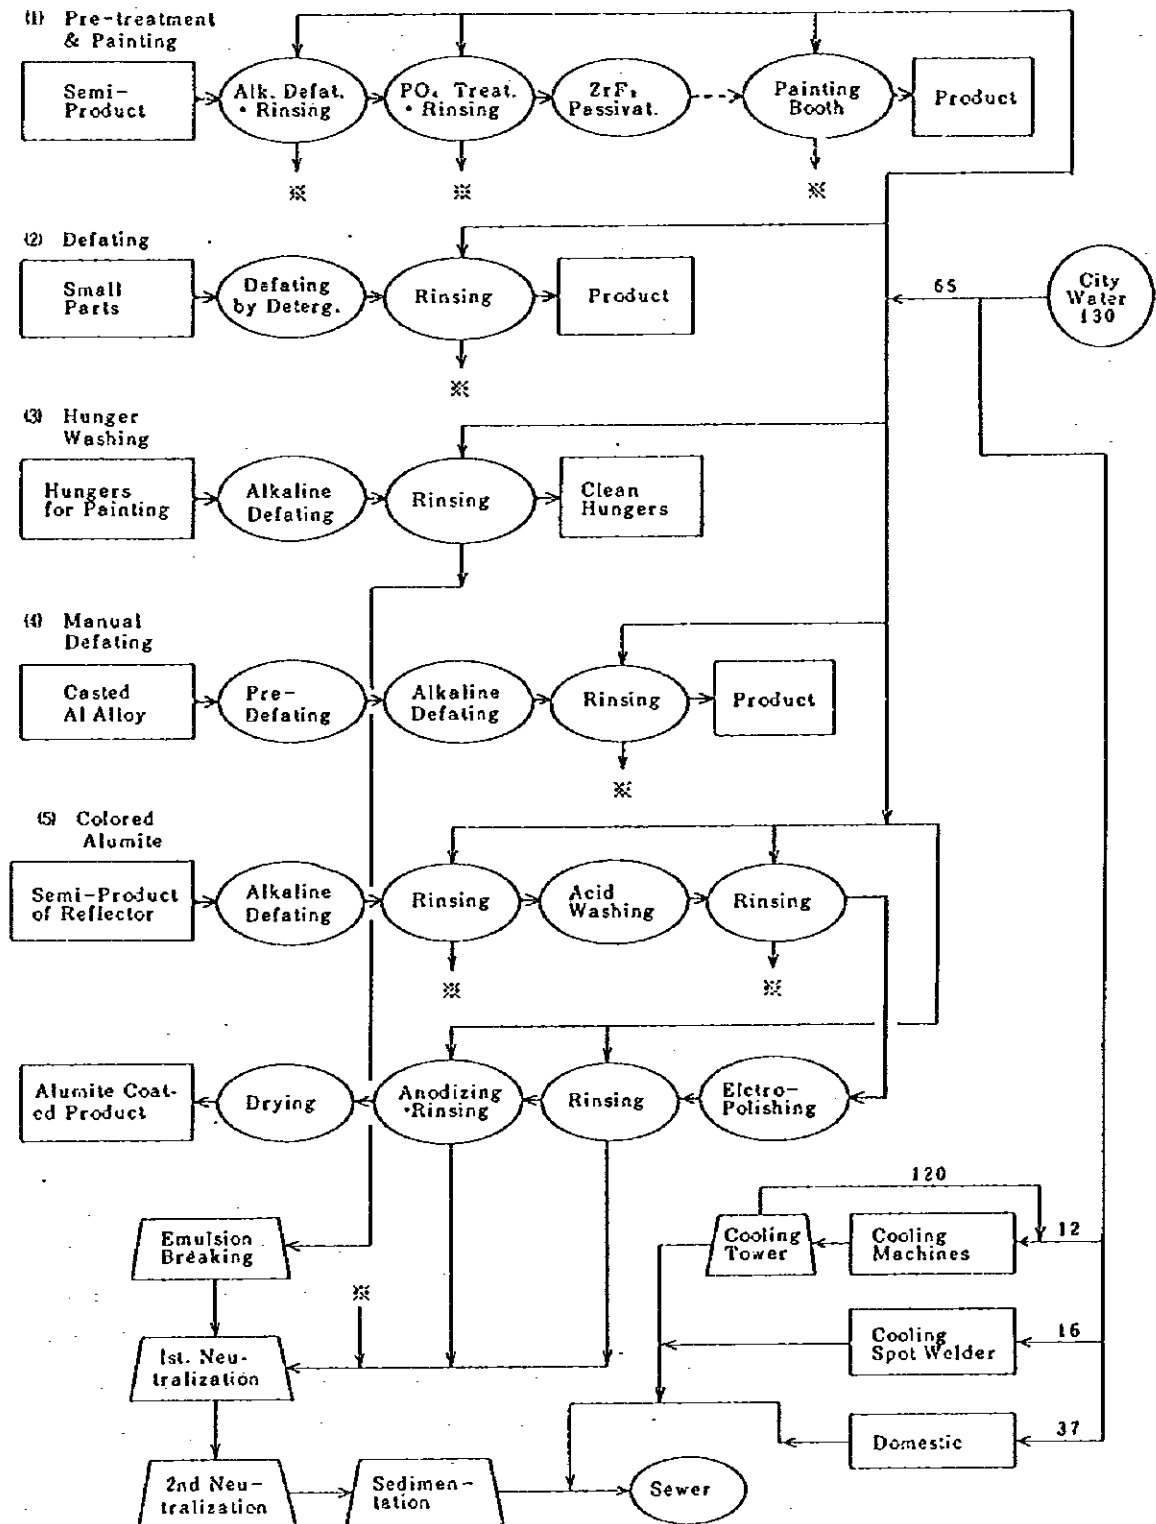 (1) Pre-treatment
& Painting
Semi-
Product
Alk. Defat.
• Rinsing
PO₄ Treat.
• Rinsing
ZrF₂
Passivat.
Painting
Booth
Product
※
※
※
(2) Defating
Small
Parts
Defating
by Deterg.
Rinsing
Product
※
65
City
Water
130
(3) Hunger
Washing
Hungers
for Painting
Alkaline
Defating
Rinsing
Clean
Hungers
(4) Manual
Defating
Casted
Al Alloy
Pre-
Defating
Alkaline
Defating
Rinsing
Product
※
(5) Colored
Alumite
Semi-Product
of Reflector
Alkaline
Defating
Rinsing
Acid
Washing
Rinsing
※
※
Alumite Coat-
ed Product
Drying
Anodizing
•Rinsing
Rinsing
Eletro-
Polishing
120
Emulsion
Breaking
Cooling
Tower
Cooling
Machines
12
※
1st. Neu-
tralization
Cooling
Spot Welder
16
Domestic
37
2nd Neu-
tralization
Sedimen-
tation
Sewer